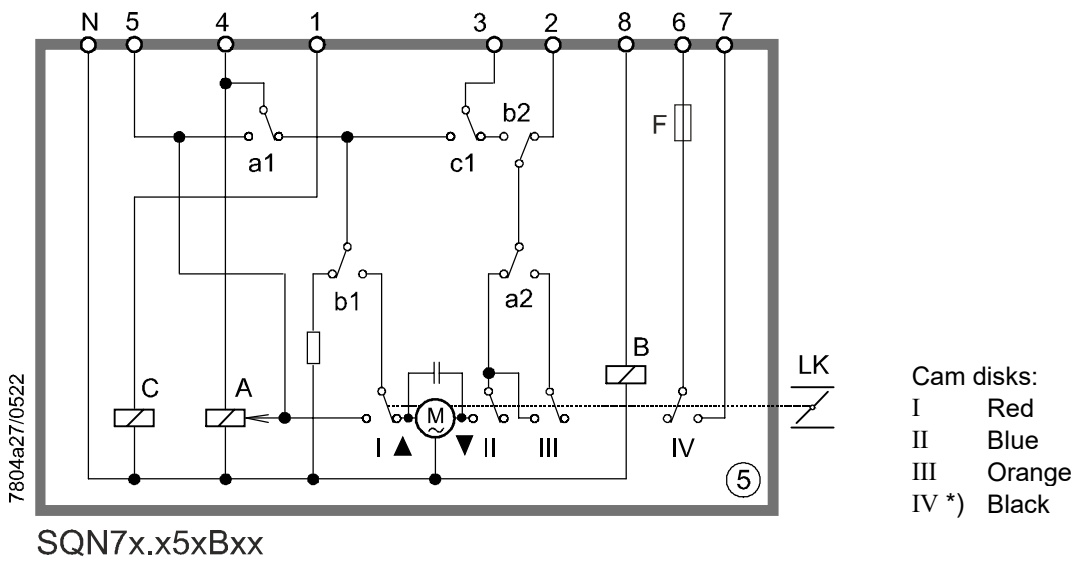 N 5 4 1 3 2 8 6 7
b2
F
a1 c1
b1 a2
B
LK
C A
M
~
I II III IV
5
7804a27/0522
SQN7x.x5xBxx
Cam disks:
I Red
II Blue
III Orange
IV *) Black